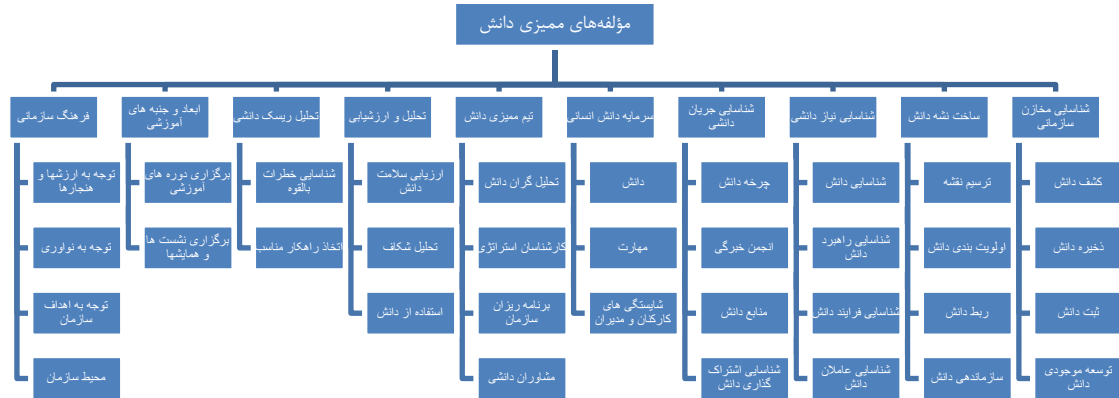 مؤلفه‌های ممیزی دانش
شناسایی مخازن
سازمانی
کشف دانش
ذخیره دانش
ثبت دانش
توسعه موجودی
دانش
ساخت نشه دانش
ترسیم نقشه
اولویت بندی دانش
ربط دانش
سازماندهی دانش
شناسایی نیاز دانشی
شناسایی دانش
شناسایی راهبرد
دانش
شناسایی فرایند دانش
شناسایی عاملان
دانش
شناسایی جریان
دانشی
چرخه دانش
انجمن خبرگی
منابع دانش
شناسایی اشتراک
گذاری دانش
سرمایه دانش انسانی
دانش
مهارت
شایستگی های
کارکنان و مدیران
تیم ممیزی دانش
تحلیل گران دانش
کارشناسان استراتژی
برنامه ریزان
سازمان
مشاوران دانشی
تحلیل و ارزشیابی
ارزیابی سلامت
دانش
تحلیل شکاف
استفاده از دانش
تحلیل ریسک دانشی
شناسایی خطرات
بالقوه
اتخاذ راهکار مناسب
ابعاد و جنبه های
آموزشی
برگزاری دوره های
آموزشی
برگزاری نشست ها
و همایشها
فرهنگ سازمانی
توجه به ارزشها و
هنجارها
توجه به نواوری
توجه به اهداف
سازمان
محیط سازمان